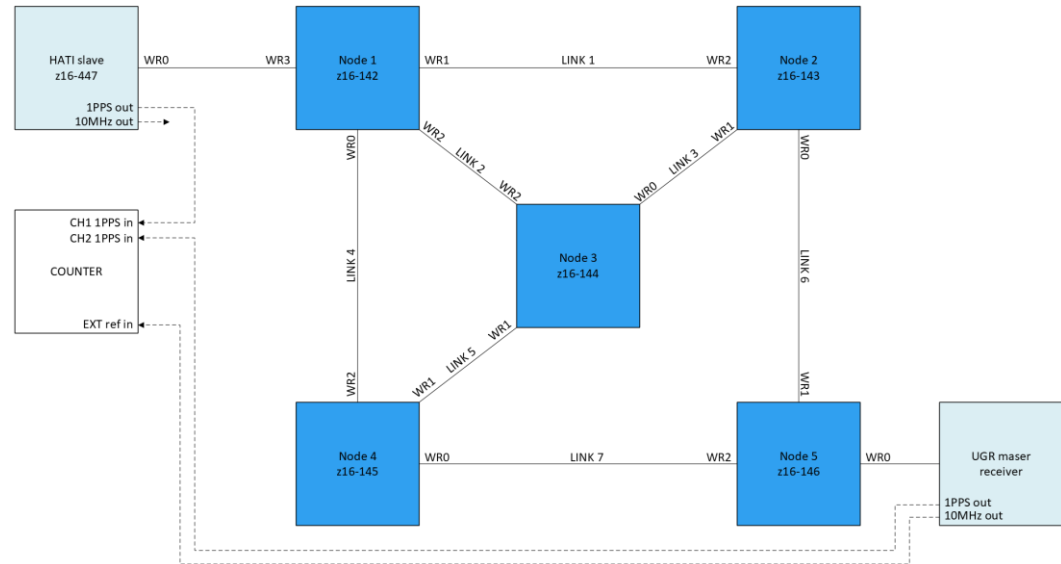 HATI slave
z16-447
1PPS out
10MHz out
WR0
WR3
Node 1
z16-142
WR1
LINK 1
WR2
Node 2
z16-143
WR0
WR2
LINK 2
WR2
WR1
LINK 3
WR0
WR0
Node 3
z16-144
CH1 1PPS in
CH2 1PPS in
COUNTER
EXT ref in
LINK 4
LINK 6
WR1
LINK 5
WR1
WR2
WR1
Node 4
z16-145
WR0
LINK 7
WR2
Node 5
z16-146
WR0
UGR maser
receiver
1PPS out
10MHz out